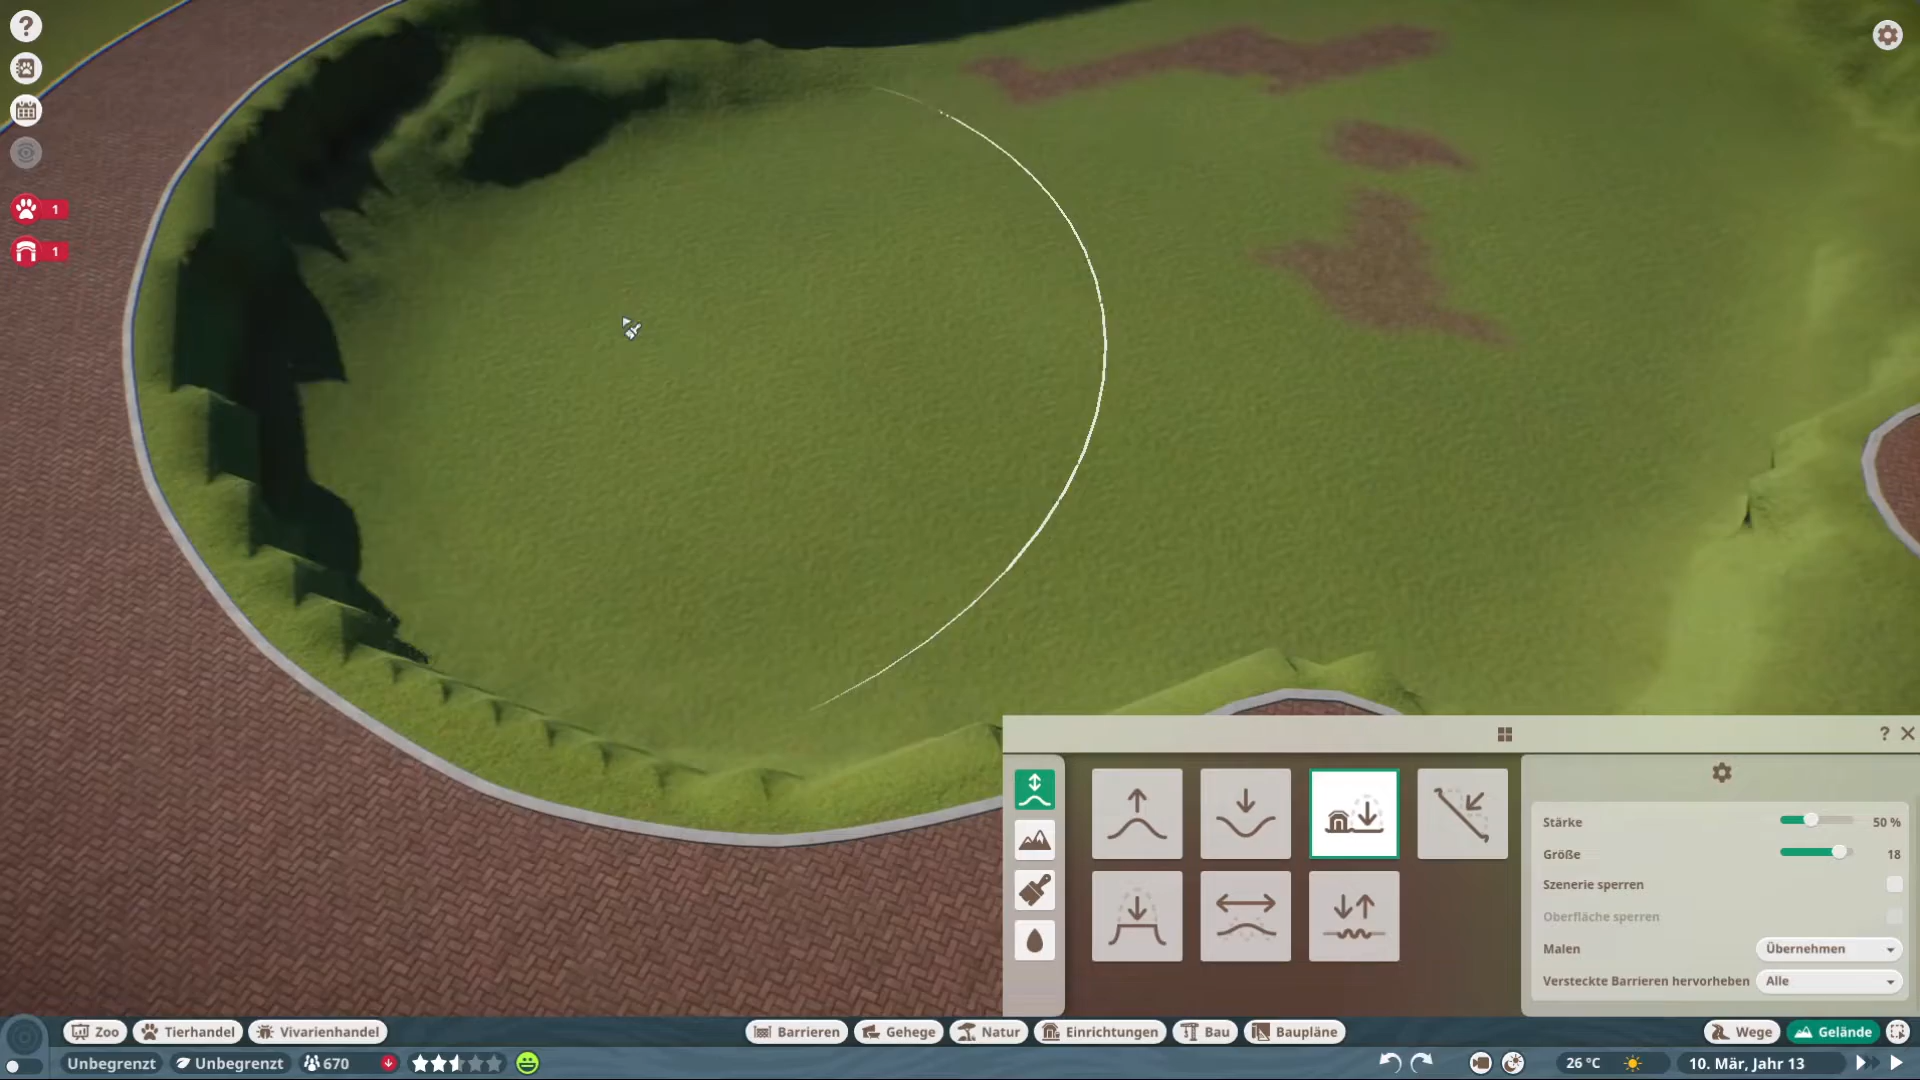 ?
1
1
?
Stärke 50 %
Größe 18
Szenerie sperren
Oberfläche sperren
Malen Übernehmen
Versteckte Barrieren hervorheben Alle
Zoo Tierhandel Vivarienhandel Barrieren Gehege Natur Einrichtungen Bau Baupläne Wege Gelände
Unbegrenzt Unbegrenzt 670 26 °C 10. Mär, Jahr 13